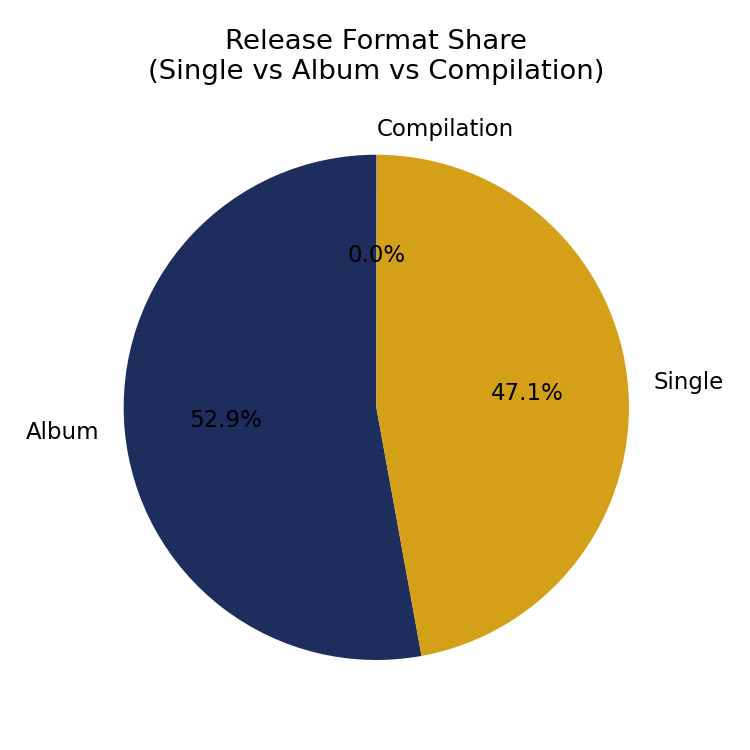 Release Format Share
(Single vs Album vs Compilation)
Compilation
0.0%
Single
47.1%
52.9%
Album